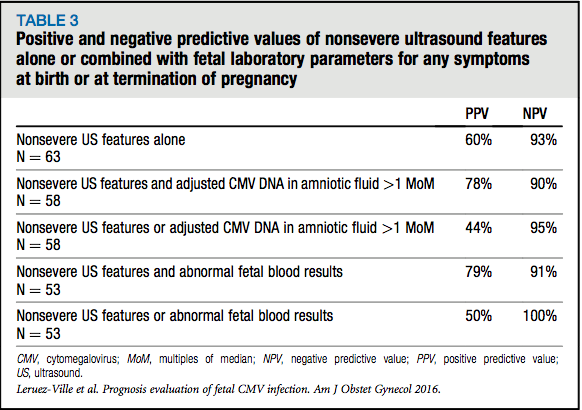 TABLE 3
Positive and negative predictive values of nonsevere ultrasound features
alone or combined with fetal laboratory parameters for any symptoms
at birth or at termination of pregnancy
PPV NPV
Nonsevere US features alone 60% 93%
N = 63
Nonsevere US features and adjusted CMV DNA in amniotic fluid >1 MoM 78% 90%
N = 58
Nonsevere US features or adjusted CMV DNA in amniotic fluid >1 MoM 44% 95%
N = 58
Nonsevere US features and abnormal fetal blood results 79% 91%
N = 53
Nonsevere US features or abnormal fetal blood results 50% 100%
N = 53
CMV, cytomegalovirus; MoM, multiples of median; NPV, negative predictive value; PPV, positive predictive value;
US, ultrasound.
Leruez-Ville et al. Prognosis evaluation of fetal CMV infection. Am J Obstet Gynecol 2016.